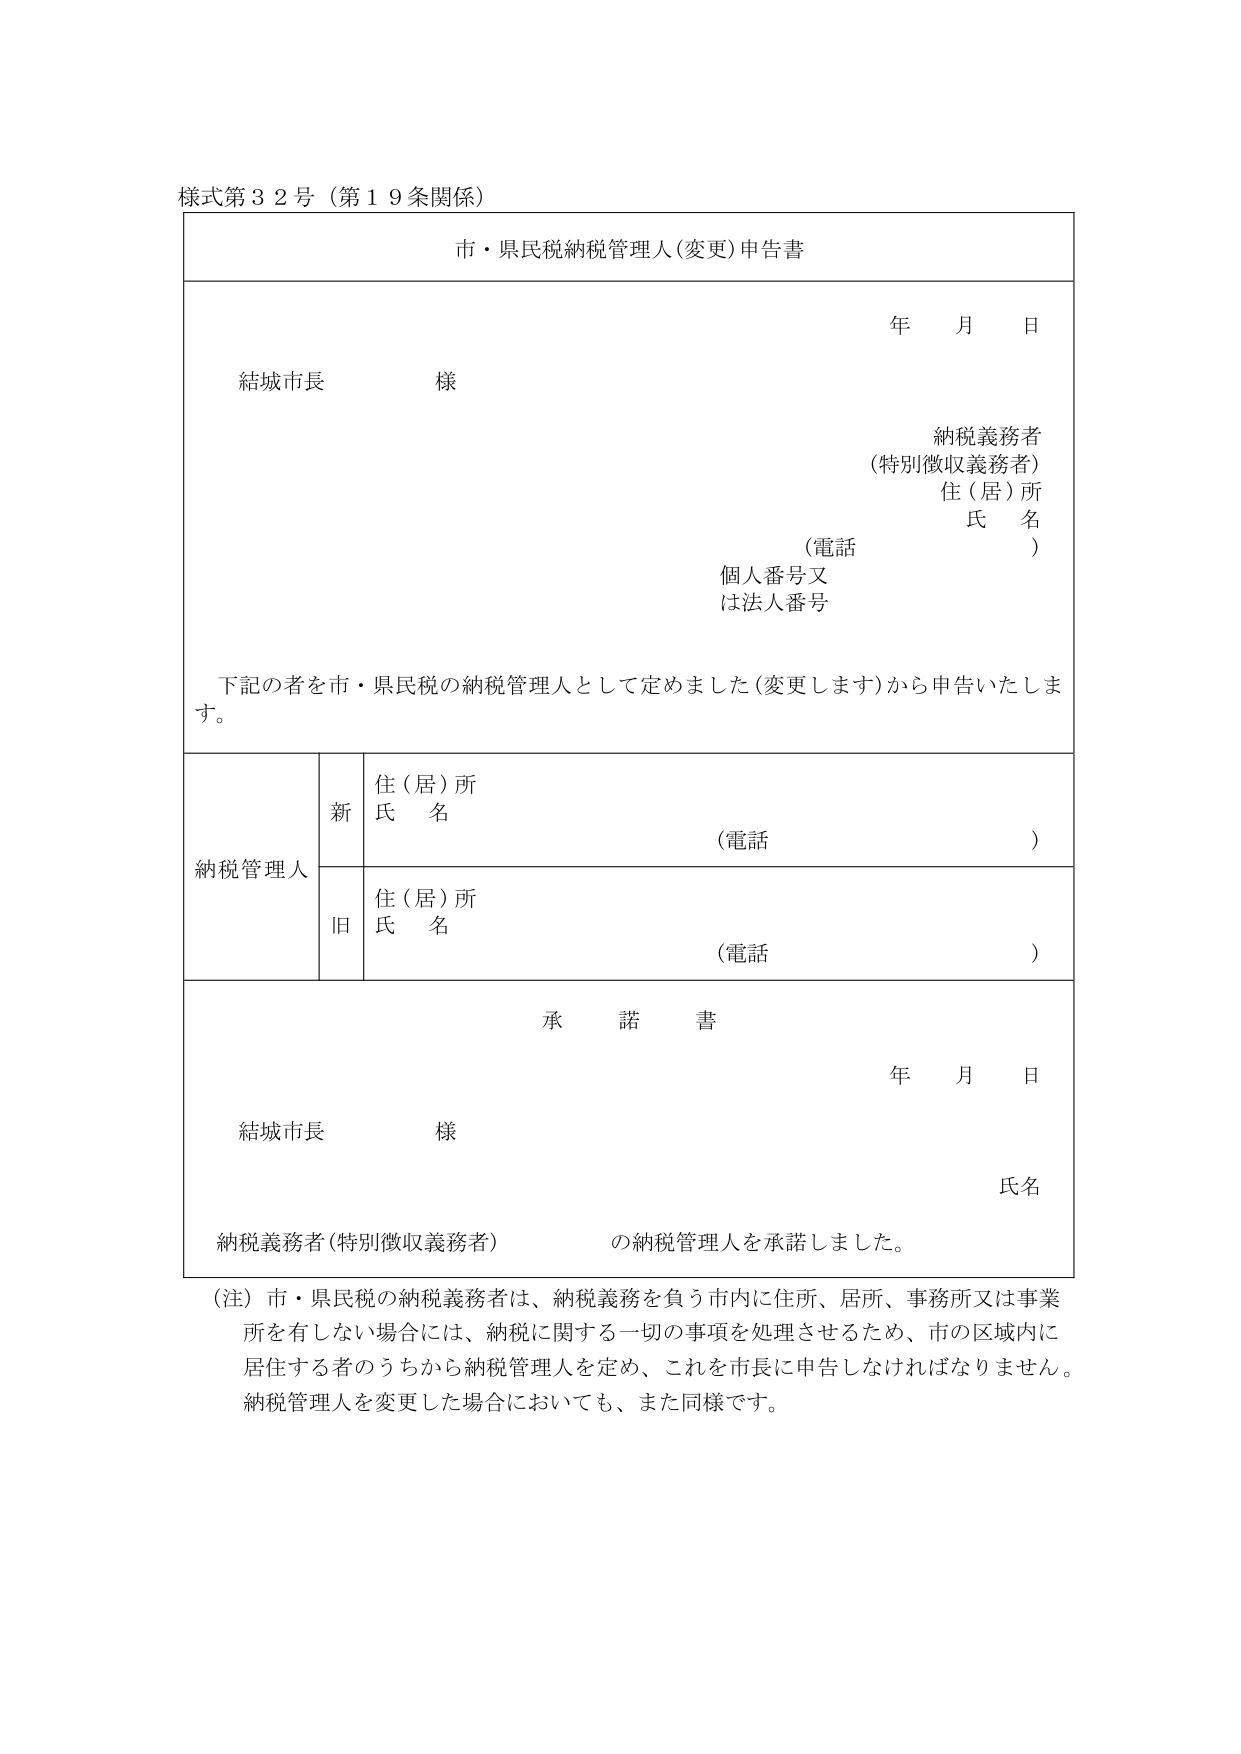 様式第３２号（第１９条関係）
市・県民税納税管理人(変更)申告書
年　月　日
結城市長　　　　　様
納税義務者
(特別徴収義務者)
住(居)所
氏　名
(電話　　　　　　　　)
個人番号又
は法人番号
下記の者を市・県民税の納税管理人として定めました(変更します)から申告いたしま
す。
納税管理人
新
住(居)所
氏　名
(電話　　　　　　　　　　　　)
旧
住(居)所
氏　名
(電話　　　　　　　　　　　　)
承　　諾　　書
年　月　日
結城市長　　　　　様
氏名
納税義務者(特別徴収義務者)　　　　　の納税管理人を承諾しました。
（注）市・県民税の納税義務者は、納税義務を負う市内に住所、居所、事務所又は事業
所を有しない場合には、納税に関する一切の事項を処理させるため、市の区域内に
居住する者のうちから納税管理人を定め、これを市長に申告しなければなりません。
納税管理人を変更した場合においても、また同様です。